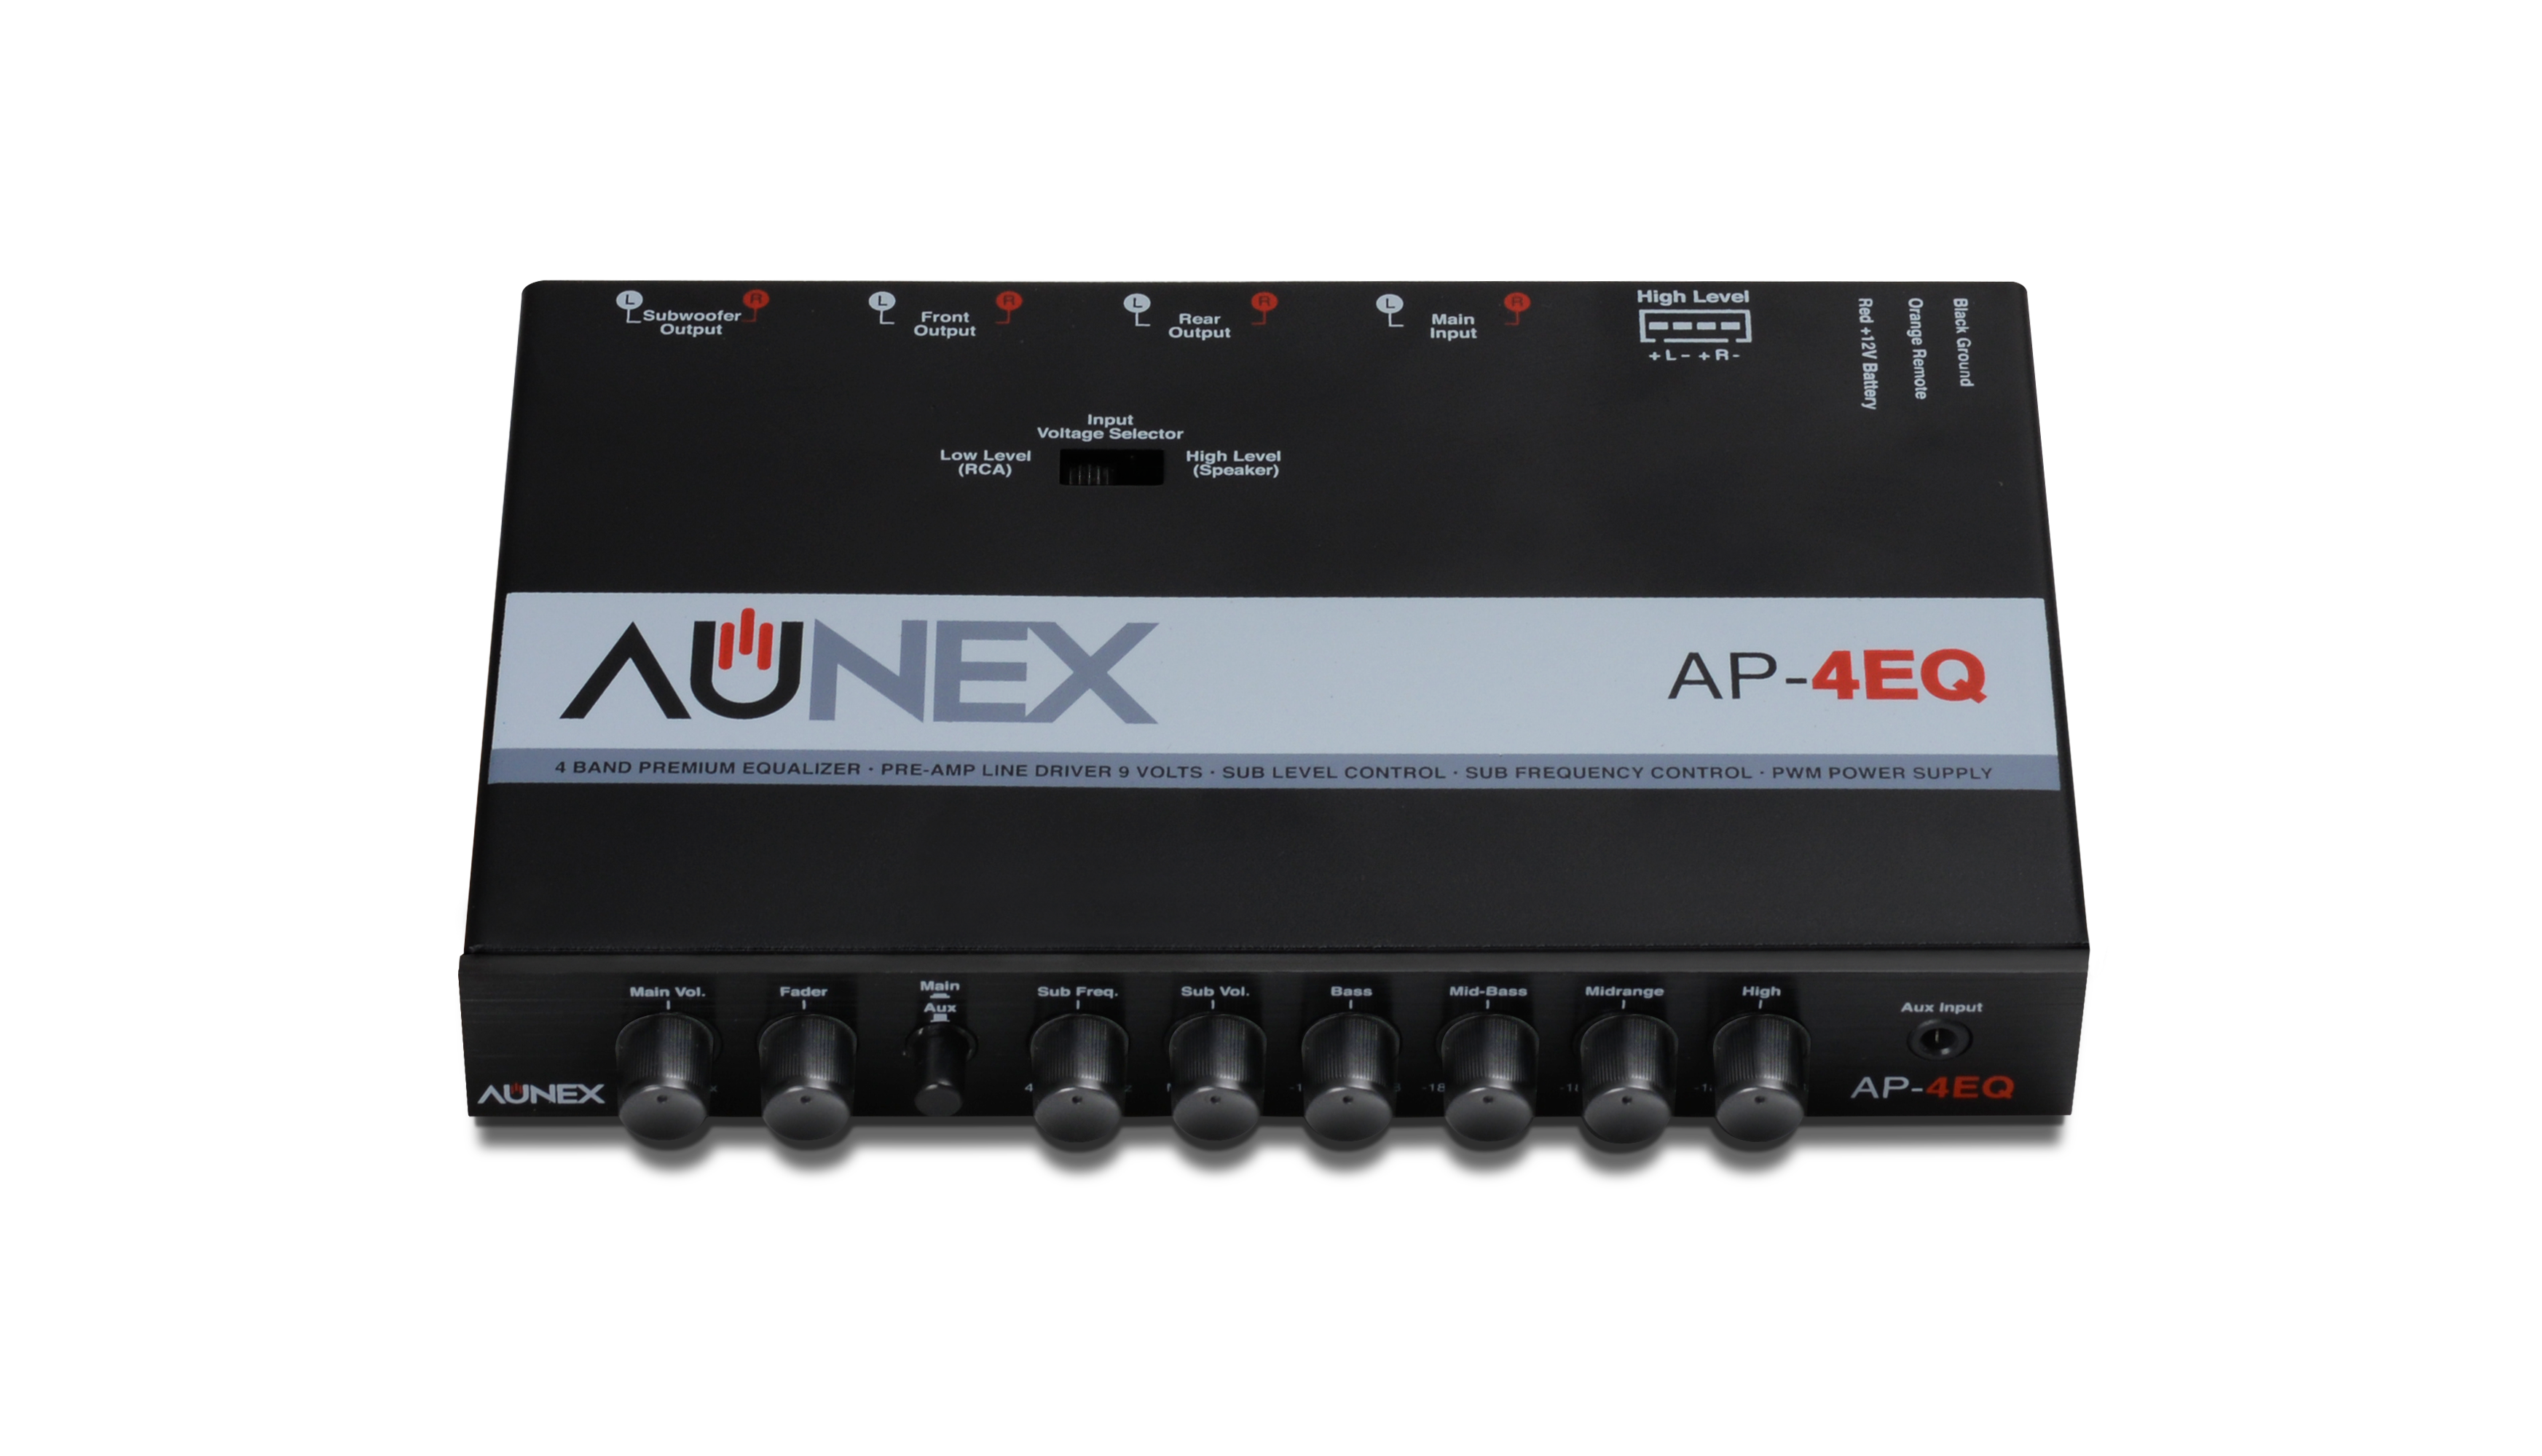 L R
Subwoofer
Output
L R
Front
Output
L R
Rear
Output
L R
Main
Input
High Level
+L- +R-
Red +12V Battery
Orange Remote
Black Ground
Input
Voltage Selector
Low Level
(RCA)
High Level
(Speaker)
AUNEX
AP-4EQ
4 BAND PREMIUM EQUALIZER · PRE-AMP LINE DRIVER 9 VOLTS · SUB LEVEL CONTROL · SUB FREQUENCY CONTROL · PWM POWER SUPPLY
Main Vol.
Fader
Main
Aux
Sub Freq.
Sub Vol.
Bass
Mid-Bass
Midrange
High
Aux Input
AUNEX
-18
AP-4EQ